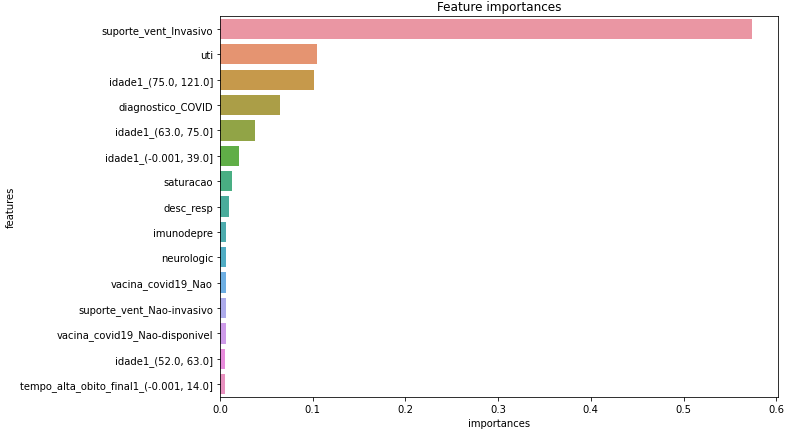 Feature importances
suporte_vent_Invasivo
uti
idade1_(75.0, 121.0]
diagnostico_COVID
idade1_(63.0, 75.0]
idade1_(-0.001, 39.0]
saturacao
desc_resp
imunodepre
neurologic
vacina_covid19_Nao
suporte_vent_Nao-invasivo
vacina_covid19_Nao-disponivel
idade1_(52.0, 63.0]
tempo_alta_obito_final1_(-0.001, 14.0]
features
0.0 0.1 0.2 0.3 0.4 0.5 0.6
importances